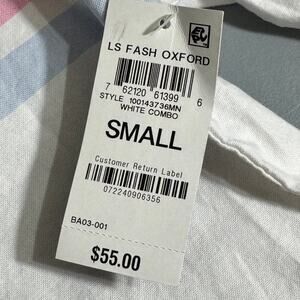 LS FASH OXFORD
7 62120 61399 6
STYLE 100143736MN
WHITE COMBO
SMALL
Customer Return Label
072240906356
BA03-001
$55.00